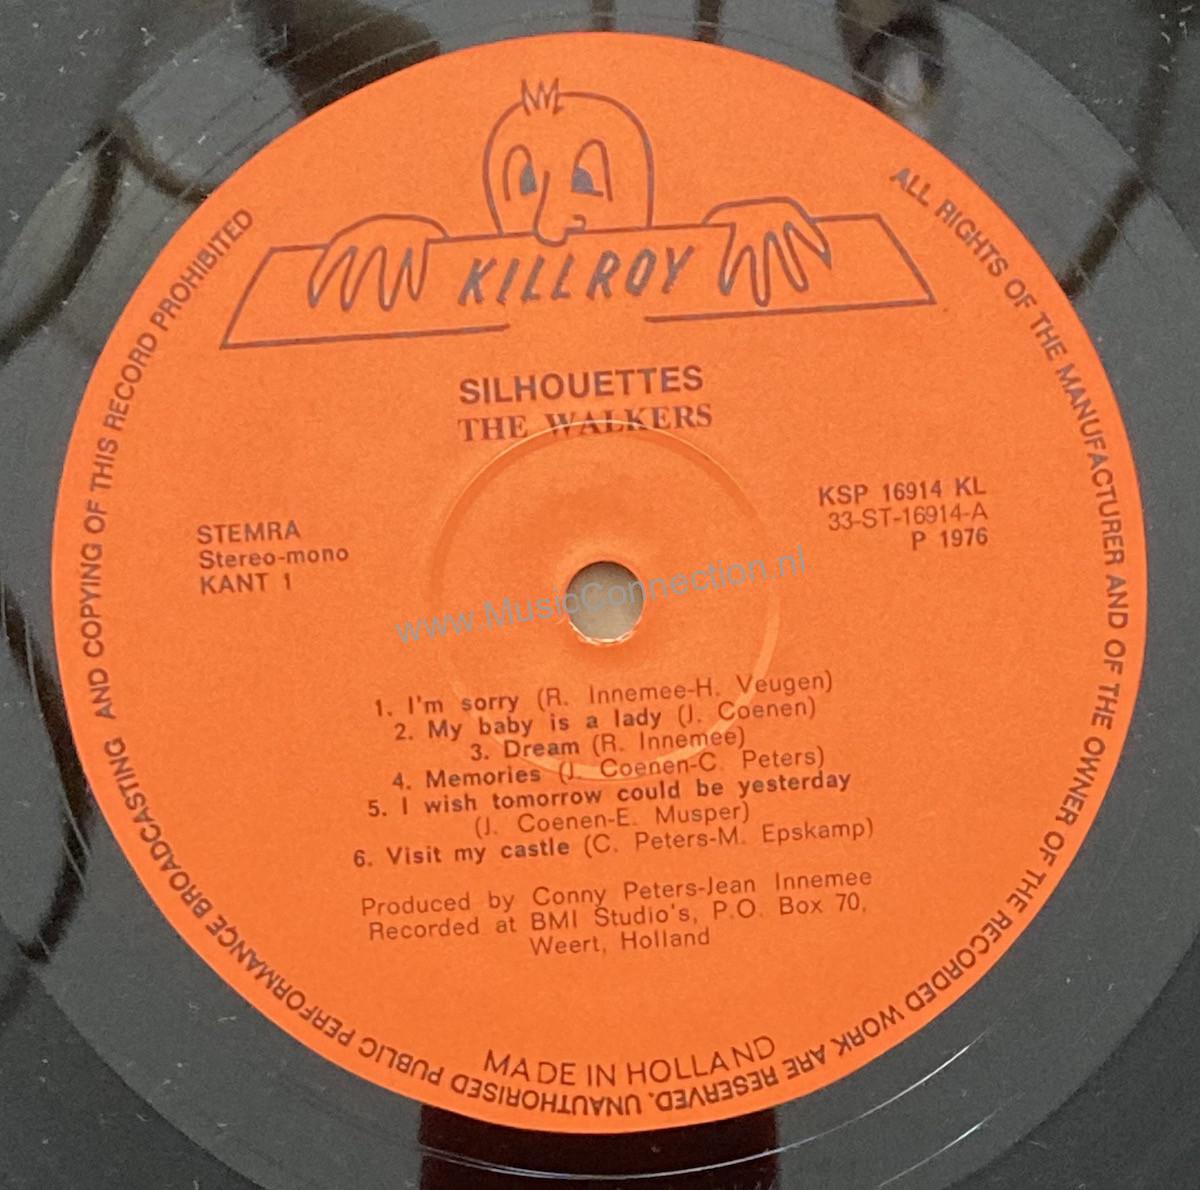 KILLROY
SILHOUETTES
THE WALKERS
STEMRA
Stereo-mono
KANT 1
KSP 16914 KL
33-ST-16914-A
P 1976
www.MusicConnection.nl
1. I'm sorry (R. Innemee-H. Veugen)
2. My baby is a lady (J. Coenen)
3. Dream (R. Innemee)
4. Memories (J. Coenen-C. Peters)
5. I wish tomorrow could be yesterday
(J. Coenen-E. Musper)
6. Visit my castle (C. Peters-M. Epskamp)
Produced by Conny Peters-Jean Innemee
Recorded at BMI Studio's, P.O. Box 70,
Weert, Holland
MADE IN HOLLAND
ALL RIGHTS OF THE MANUFACTURER AND OF THE OWNER OF THE RECORDED WORK ARE RESERVED. UNAUTHORISED PUBLIC PERFORMANCE BROADCASTING AND COPYING OF THIS RECORD PROHIBITED